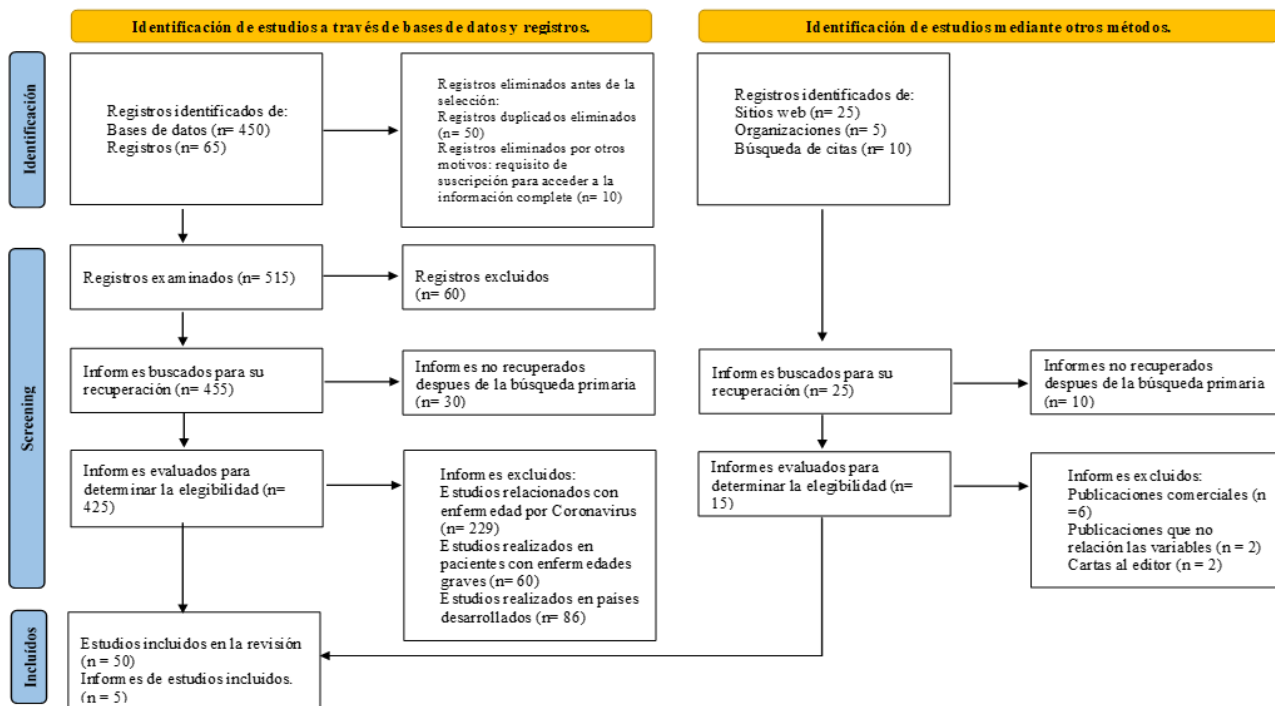 Identificación de estudios a través de bases de datos y registros.
Identificación de estudios mediante otros métodos.
Identificación
Registros identificados de:
Bases de datos (n= 450)
Registros (n= 65)
Registros eliminados antes de la
selección:
Registros duplicados eliminados
(n= 50)
Registros eliminados por otros
motivos: requisito de
suscripción para acceder a la
información complete (n= 10)
Registros identificados de:
Sitios web (n= 25)
Organizaciones (n= 5)
Búsqueda de citas (n= 10)
Screening
Registros examinados (n= 515)
Registros excluidos
(n= 60)
Informes buscados para su
recuperación (n= 455)
Informes no recuperados
despues de la búsqueda primaria
(n= 30)
Informes buscados para su
recuperación (n= 25)
Informes no recuperados
despues de la búsqueda primaria
(n= 10)
Informes evaluados para
determinar la elegibilidad (n=
425)
Informes excluidos:
Estudios relacionados con
enfermedad por Coronavirus
(n= 229)
Estudios realizados en
pacientes con enfermedades
graves (n= 60)
Estudios realizados en países
desarrollados (n= 86)
Informes evaluados para
determinar la elegibilidad (n=
15)
Informes excluidos:
Publicaciones comerciales (n
=6)
Publicaciones que no
relación las variables (n = 2)
Cartas al editor (n = 2)
Incluídos
Estudios incluidos en la revisión
(n = 50)
Informes de estudios incluidos.
(n = 5)